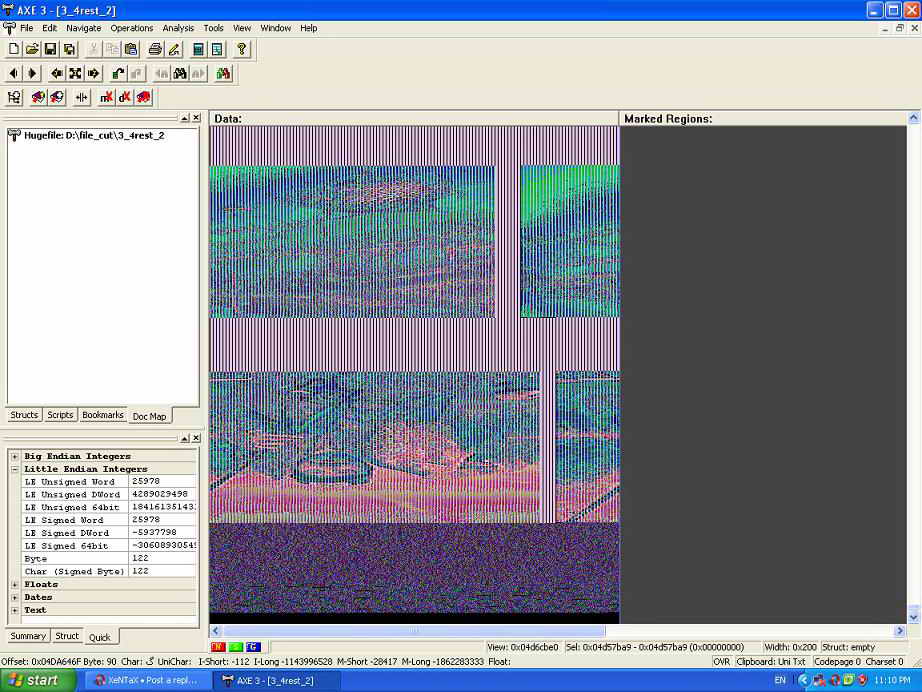 AXE 3 - [3_4rest_2]
File Edit Navigate Operations Analysis Tools View Window Help
Data:
Marked Regions:
Hugefile: D:\file_cut\3_4rest_2
Structs Scripts Bookmarks Doc Map
Big Endian Integers
Little Endian Integers
LE Unsigned Word 25978
LE Unsigned DWord 4289029498
LE Unsigned 64bit 18416135143
LE Signed Word 25978
LE Signed DWord -5937798
LE Signed 64bit -3060893054
Byte 122
Char (Signed Byte) 122
Floats
Dates
Text
Summary Struct Quick
N S G
View: 0x04d6cbe0 Sel: 0x04d57ba9 - 0x04d57ba9 (0x00000000) Width: 0x200 Struct: empty
Offset: 0x04DA646F Byte: 90 Char: UniChar: I-Short: -112 I-Long -1143996528 M-Short -28417 M-Long -1862283333 Float: OVR Clipboard: Uni Txt Codepage 0 Charset 0
start XeNTaX • Post a repl... AXE 3 - [3_4rest_2] EN 11:10 PM